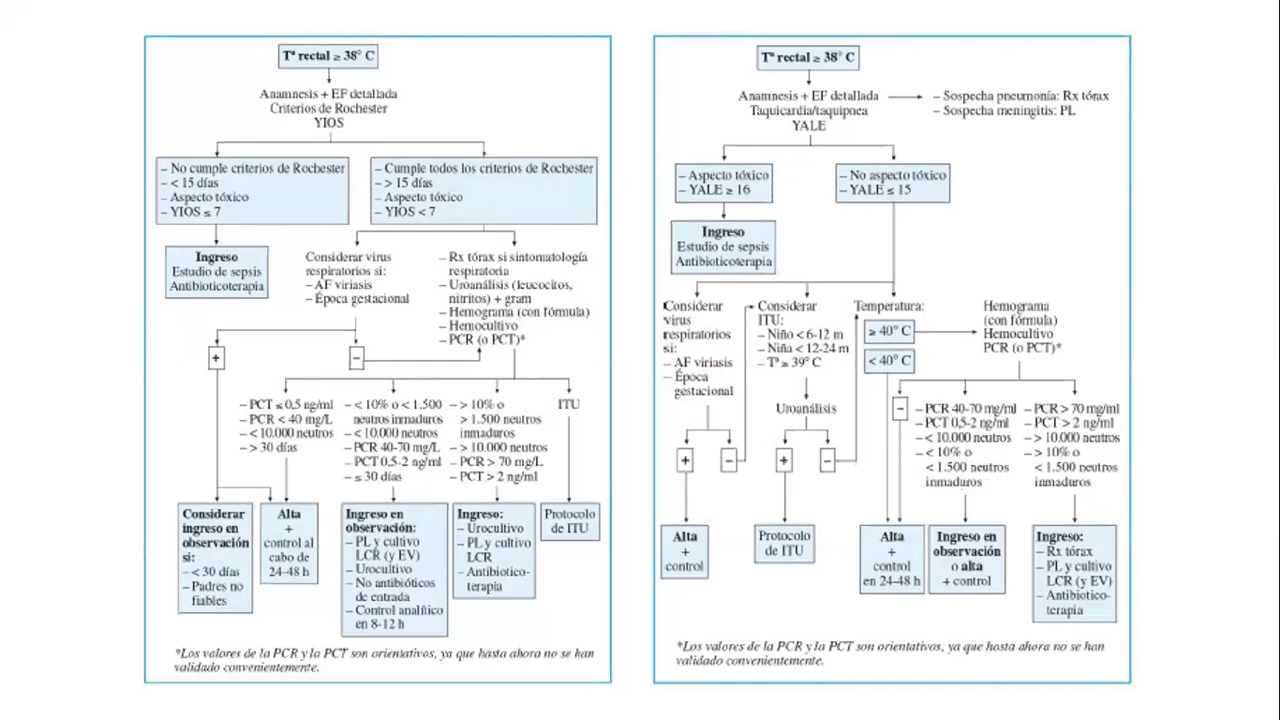 Tª rectal ≥ 38° C
Anamnesis + EF detallada
Criterios de Rochester
YIOS
– No cumple criterios de Rochester
– < 15 días
– Aspecto tóxico
– YIOS ≤ 7
– Cumple todos los criterios de Rochester
– > 15 días
– Aspecto tóxico
– YIOS < 7
Ingreso
Estudio de sepsis
Antibioticoterapia
Considerar virus
respiratorios si:
– AF viriasis
– Época gestacional
– Rx tórax si sintomatología
respiratoria
– Uroanálisis (leucocitos,
nitritos) + gram
– Hemograma (con fórmula)
– Hemocultivo
– PCR (o PCT)*
+
–
– PCT ≤ 0,5 ng/ml
– PCR < 40 mg/L
– < 10.000 neutros
– > 30 días
– < 10% o < 1.500
neutros inmaduros
– < 10.000 neutros
– PCR 40-70 mg/L
– PCT 0,5-2 ng/ml
– ≤ 30 días
– > 10% o
> 1.500 neutros
inmaduros
– > 10.000 neutros
– PCR > 70 mg/L
– PCT > 2 ng/ml
ITU
Considerar
ingreso en
observación
si:
– < 30 días
– Padres no
fiables
Alta
+
control al
cabo de
24-48 h
Ingreso en
observación:
– PL y cultivo
LCR (y EV)
– Urocultivo
– No antibióticos
de entrada
– Control analítico
en 8-12 h
Ingreso:
– Urocultivo
– PL y cultivo
LCR
– Antibiotico-
terapia
Protocolo
de ITU
*Los valores de la PCR y la PCT son orientativos, ya que hasta ahora no se han
validado convenientemente.
Tª rectal ≥ 38° C
Anamnesis + EF detallada
Taquicardia/taquipnea
YALE
– Sospecha pneumonía: Rx tórax
– Sospecha meningitis: PL
– Aspecto tóxico
– YALE ≥ 16
– No aspecto tóxico
– YALE ≤ 15
Ingreso
Estudio de sepsis
Antibioticoterapia
Considerar
virus
respiratorios
si:
– AF viriasis
– Época
gestacional
Considerar
ITU:
– Niño < 6-12 m
– Niña < 12-24 m
– Tª ≥ 39° C
Uroanálisis
Temperatura:
≥ 40° C
< 40° C
Hemograma
(con fórmula)
Hemocultivo
PCR (o PCT)*
–
– PCR 40-70 mg/ml
– PCT 0,5-2 ng/ml
– < 10.000 neutros
– < 10% o
< 1.500 neutros
inmaduros
– PCR > 70 mg/ml
– PCT > 2 ng/ml
– > 10.000 neutros
– > 10% o
< 1.500 neutros
inmaduros
+
–
+
–
Alta
+
control
Protocolo
de ITU
Alta
+
control
en 24-48 h
Ingreso en
observación
o alta
+ control
Ingreso:
– Rx tórax
– PL y cultivo
LCR (y EV)
– Antibiotico-
terapia
*Los valores de la PCR y la PCT son orientativos, ya que hasta ahora no se han
validado convenientemente.